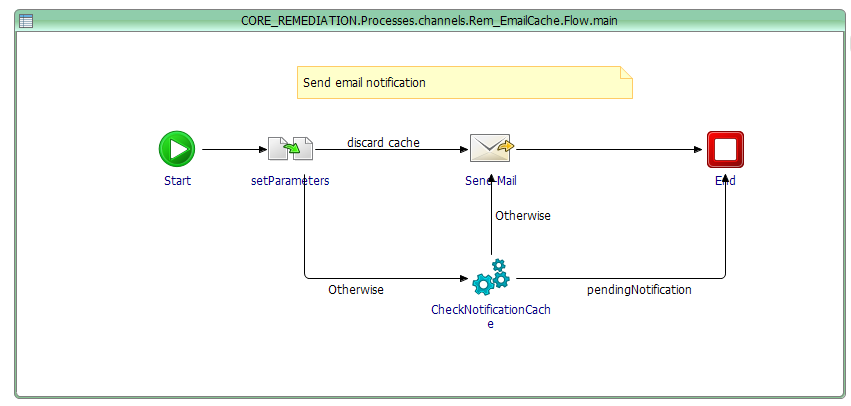 CORE_REMEDIATION.Processes.channels.Rem_EmailCache.Flow.main
Send email notification
discard cache
Start
setParameters
Send Mail
End
Otherwise
Otherwise
pendingNotification
CheckNotificationCach
e